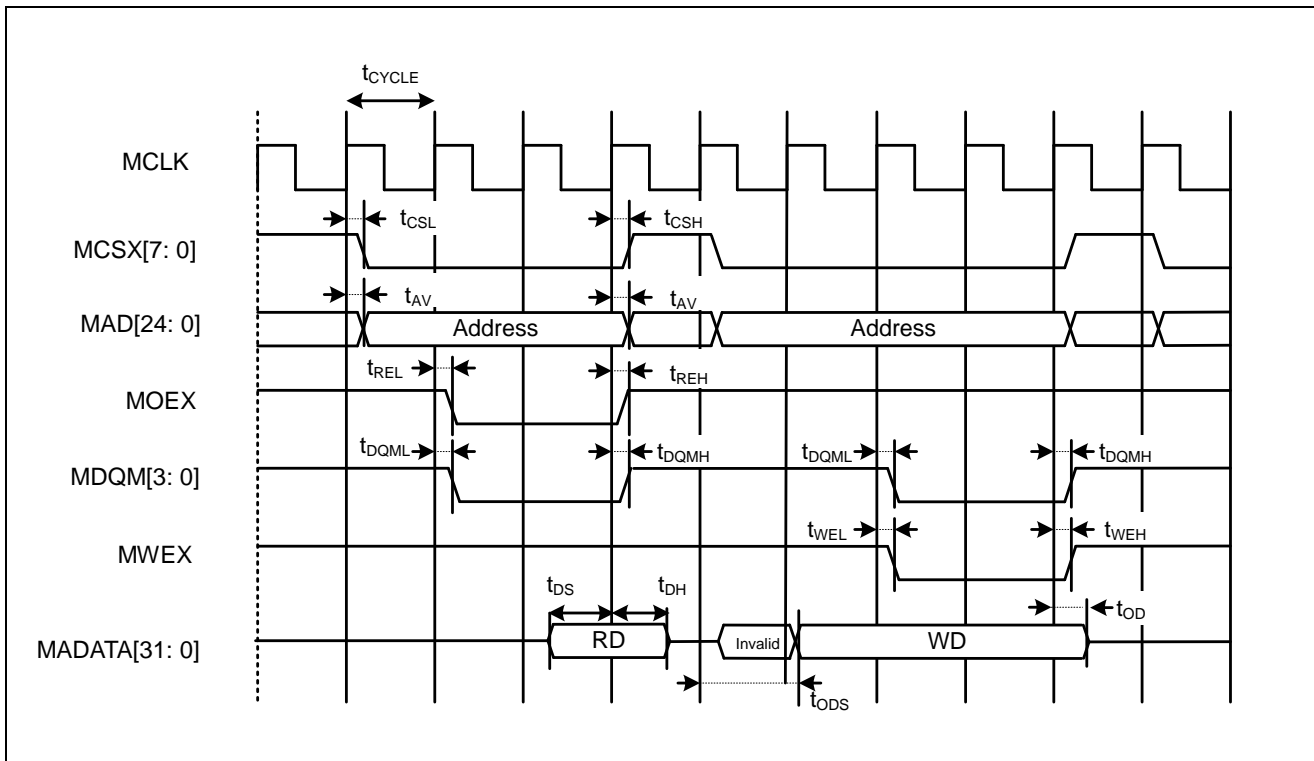 tCYCLE
MCLK
tCSL tCSH
MCSX[7: 0]
tAV tAV
MAD[24: 0] Address Address
tREL tREH
MOEX
tDQML tDQMH tDQML tDQMH
MDQM[3: 0]
tWEL tWEH
MWEX
tDS tDH tOD
MADATA[31: 0] RD Invalid WD
tODS